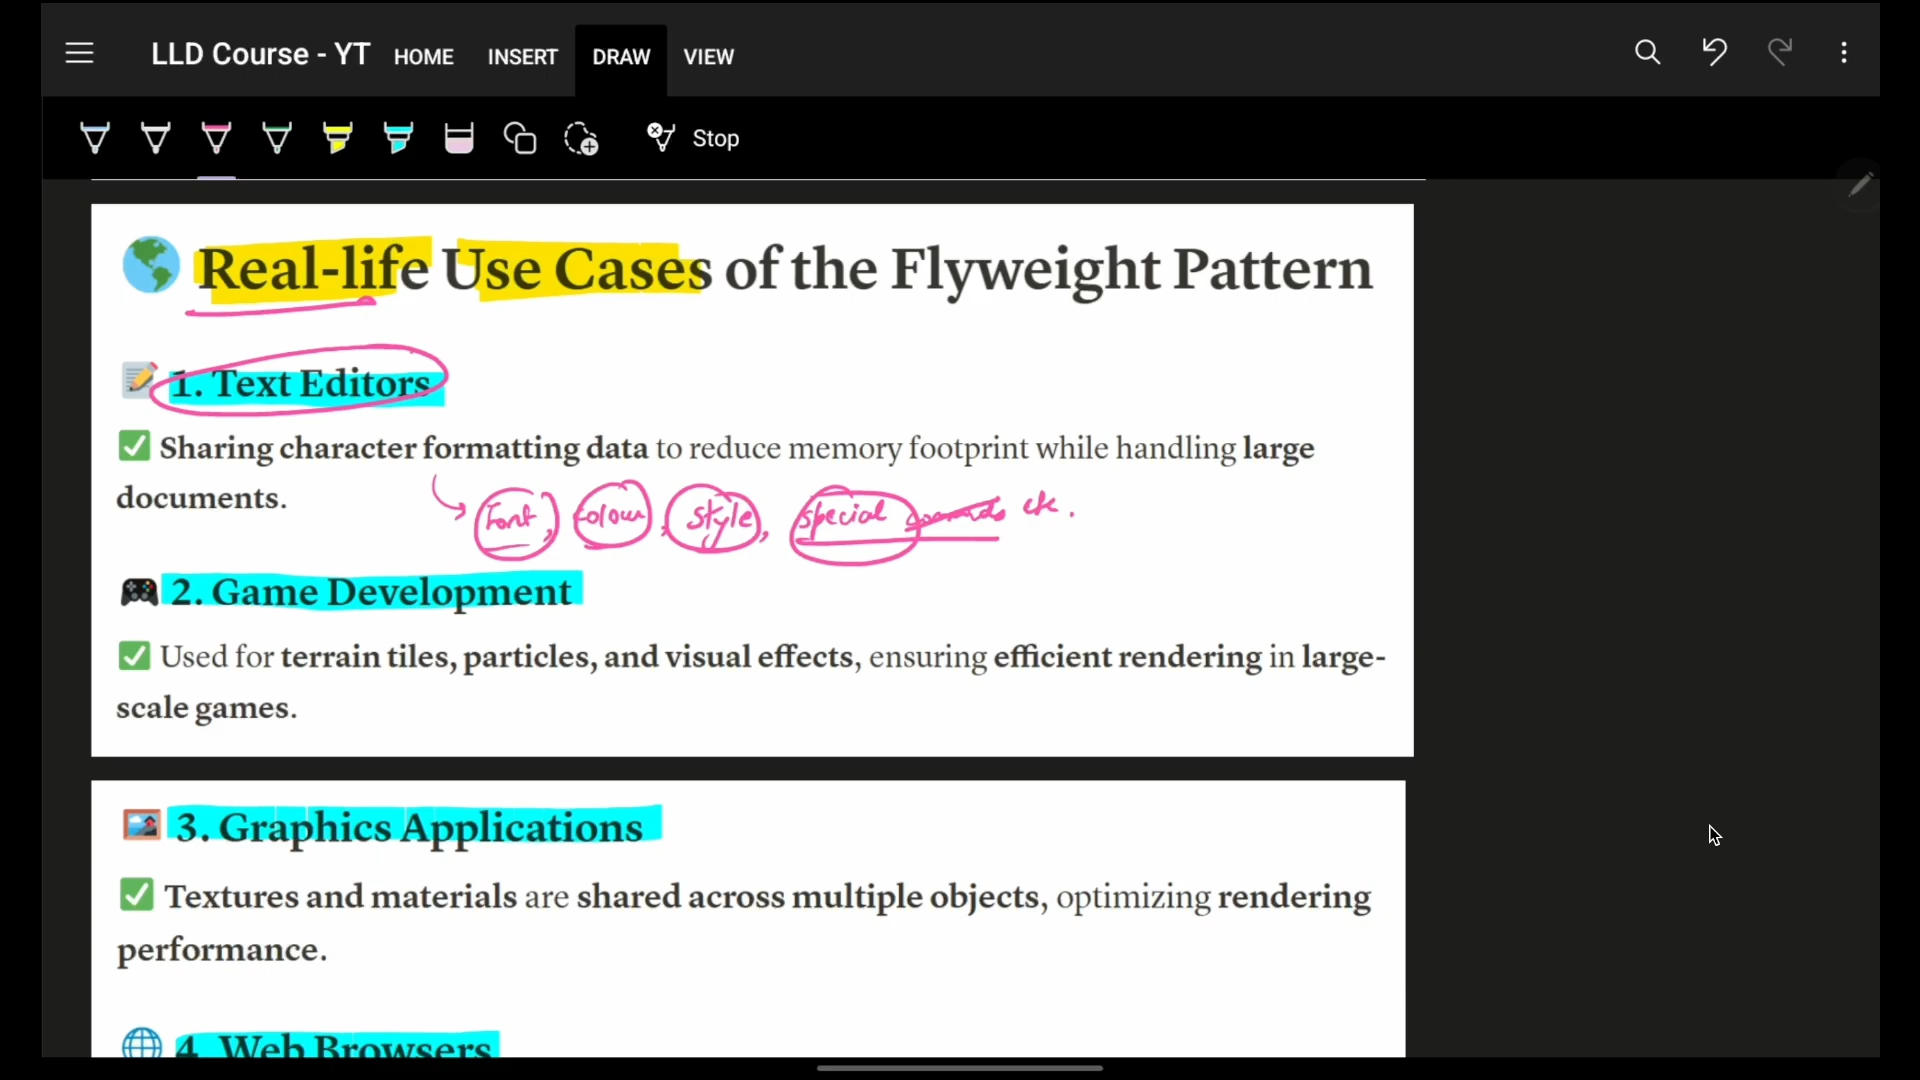 LLD Course - YT HOME INSERT DRAW VIEW
Stop
Real-life Use Cases of the Flyweight Pattern
1. Text Editors
Sharing character formatting data to reduce memory footprint while handling large
documents.
Font, Colour, Style, special etc.
2. Game Development
Used for terrain tiles, particles, and visual effects, ensuring efficient rendering in large-
scale games.
3. Graphics Applications
Textures and materials are shared across multiple objects, optimizing rendering
performance.
4. Web Browsers